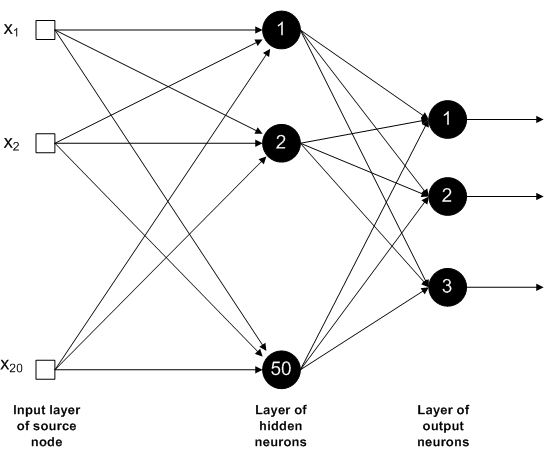 x1
1
1
x2
2
2
3
x20
50
Input layer
of source
node
Layer of
hidden
neurons
Layer of
output
neurons